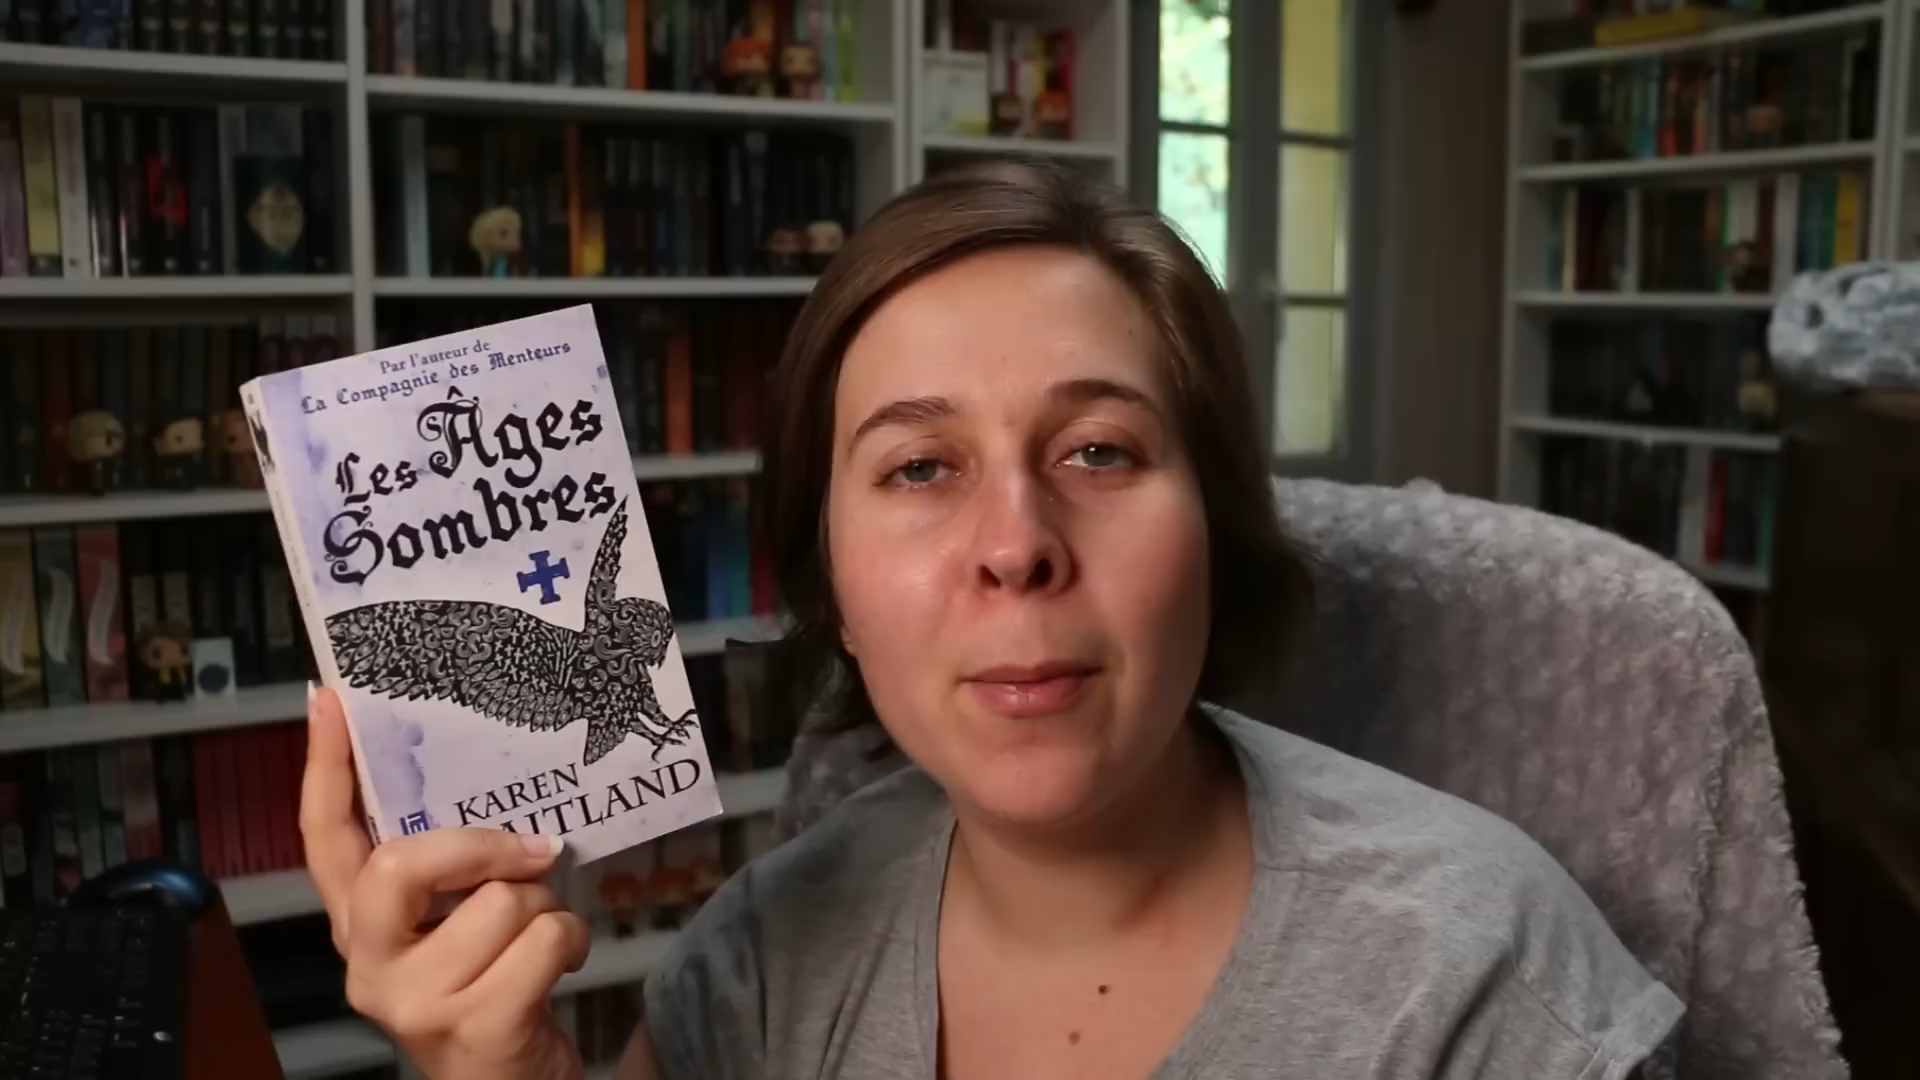 Par l'auteur de
La Compagnie des Menteurs
Les Âges
Sombres
KAREN